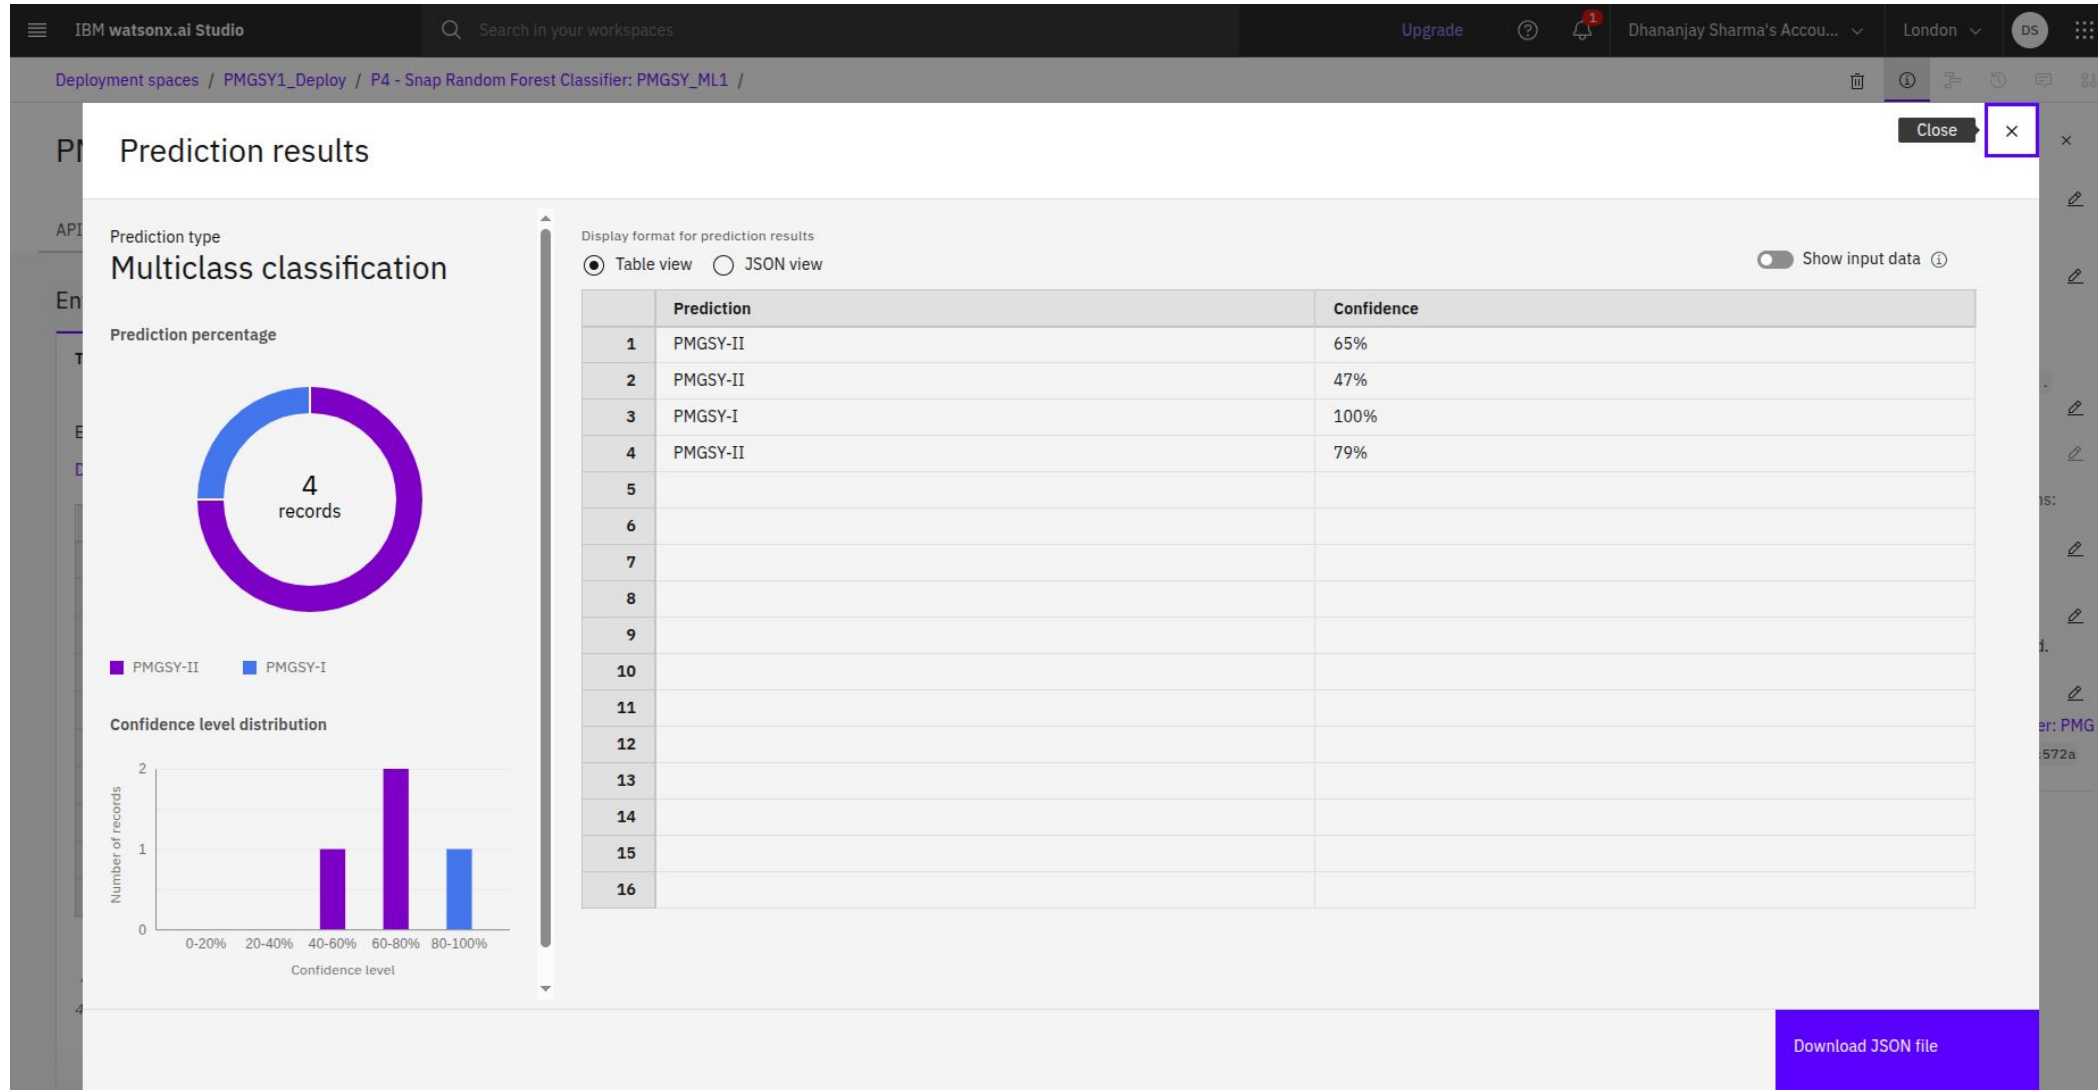 IBM watsonx.ai Studio
Search in your workspaces
Upgrade
1
Dhananjay Sharma's Accou...
London
DS
Deployment spaces / PMGSY1_Deploy / P4 - Snap Random Forest Classifier: PMGSY_ML1 /
Prediction results
Close
API
Prediction type
Multiclass classification
Prediction percentage
4
records
PMGSY-II PMGSY-I
Confidence level distribution
Number of records
2
1
0
0-20% 20-40% 40-60% 60-80% 80-100%
Confidence level
Display format for prediction results
Table view JSON view
Show input data
Prediction Confidence
1 PMGSY-II 65%
2 PMGSY-II 47%
3 PMGSY-I 100%
4 PMGSY-II 79%
5
6
7
8
9
10
11
12
13
14
15
16
er: PMG
:572a
Download JSON file